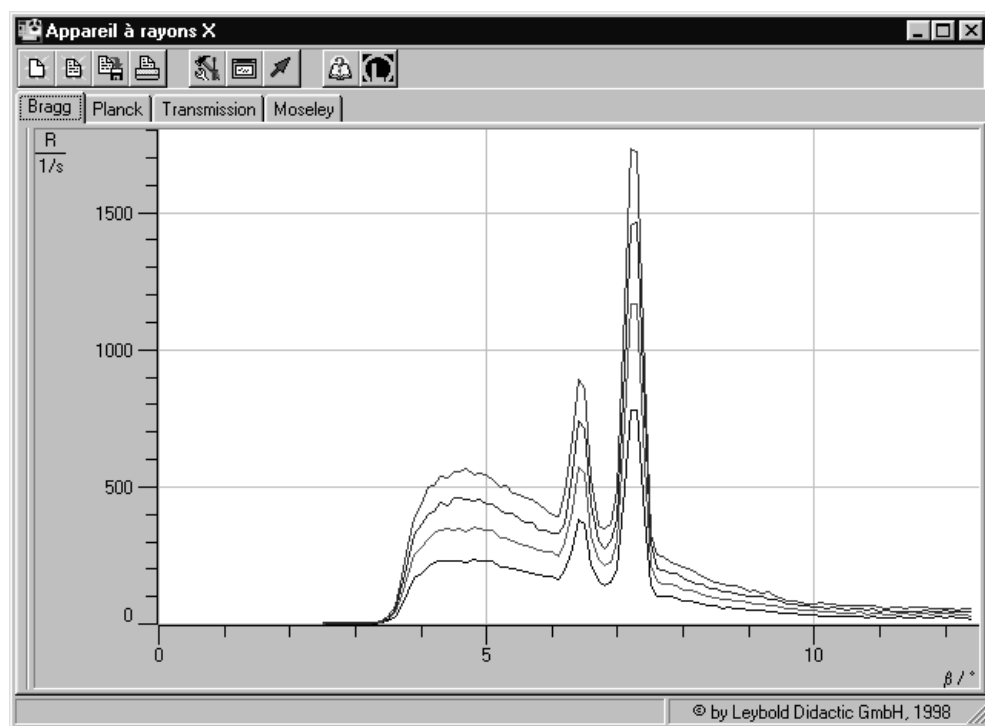 Appareil à rayons X
Bragg Planck Transmission Moseley
R
1/s
1500
1000
500
0
0 5 10
β / °
© by Leybold Didactic GmbH, 1998